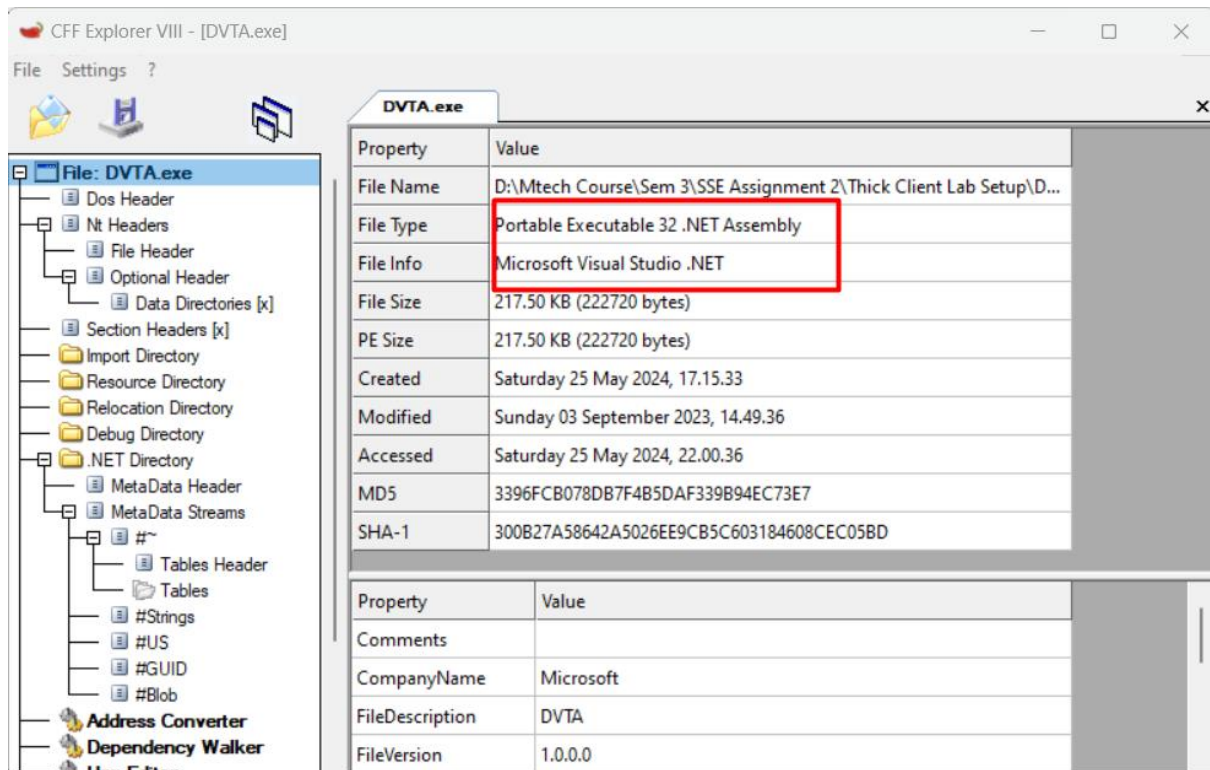 CFF Explorer VIII - [DVTA.exe]
File Settings ?
File: DVTA.exe
Dos Header
Nt Headers
File Header
Optional Header
Data Directories [x]
Section Headers [x]
Import Directory
Resource Directory
Relocation Directory
Debug Directory
.NET Directory
MetaData Header
MetaData Streams
#~
Tables Header
Tables
#Strings
#US
#GUID
#Blob
Address Converter
Dependency Walker
DVTA.exe
Property Value
File Name D:\Mtech Course\Sem 3\SSE Assignment 2\Thick Client Lab Setup\D...
File Type Portable Executable 32 .NET Assembly
File Info Microsoft Visual Studio .NET
File Size 217.50 KB (222720 bytes)
PE Size 217.50 KB (222720 bytes)
Created Saturday 25 May 2024, 17.15.33
Modified Sunday 03 September 2023, 14.49.36
Accessed Saturday 25 May 2024, 22.00.36
MD5 3396FCB078DB7F4B5DAF339B94EC73E7
SHA-1 300B27A58642A5026EE9CB5C603184608CEC05BD
Property Value
Comments
CompanyName Microsoft
FileDescription DVTA
FileVersion 1.0.0.0